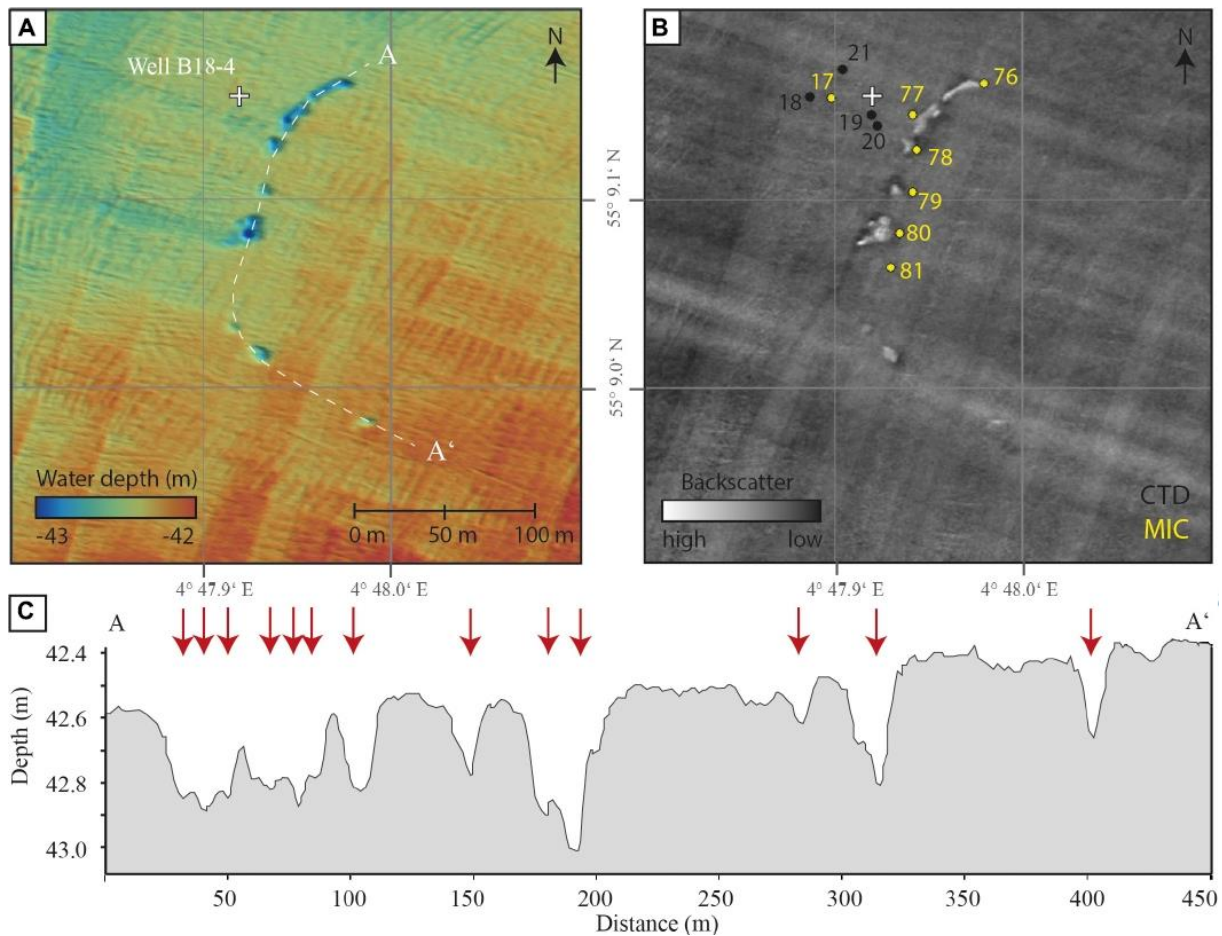 A
Well B18-4
A
N
55° 9.1' N
55° 9.0' N
Water depth (m)
-43 -42
0 m 50 m 100 m
A‘
4° 47.9‘ E 4° 48.0‘ E
B
N
21
18 17
77 76
19
20
78
79
80
81
Backscatter
high low
CTD
MIC
4° 47.9‘ E 4° 48.0‘ E
C
A A‘
42.4
42.6
42.8
43.0
Depth (m)
50 100 150 200 250 300 350 400 450
Distance (m)